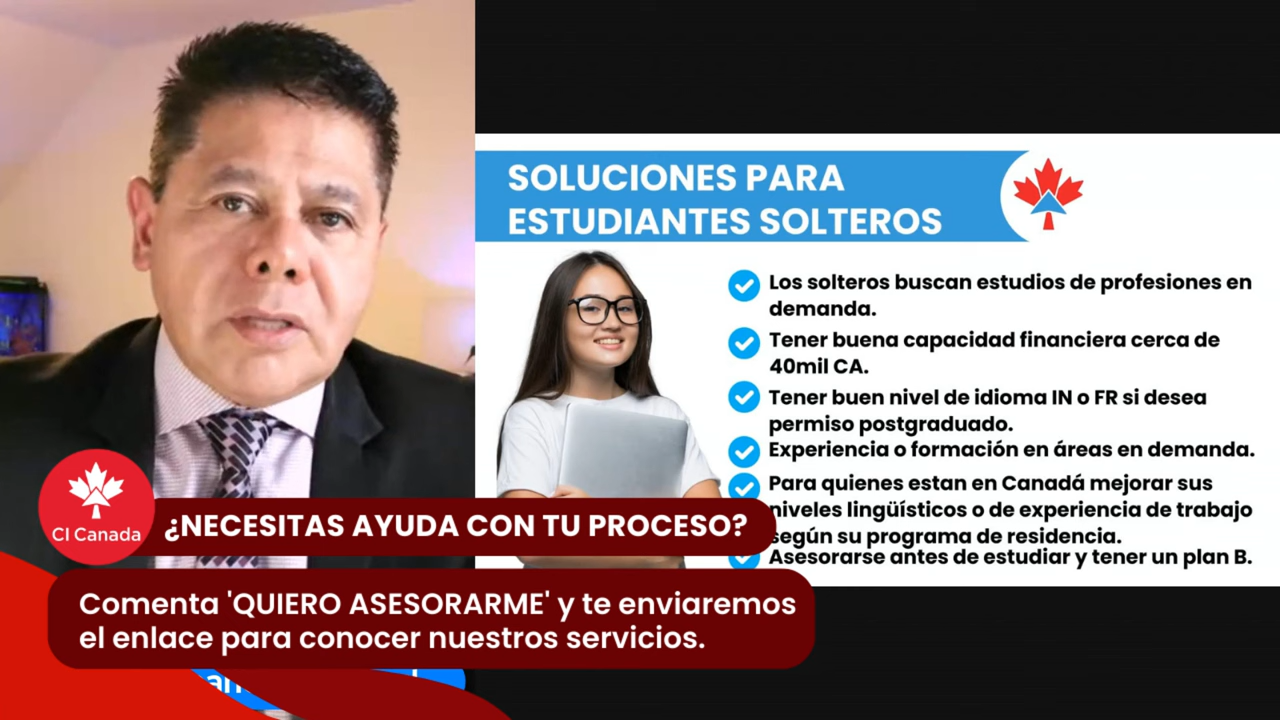 SOLUCIONES PARA
ESTUDIANTES SOLTEROS
Los solteros buscan estudios de profesiones en
demanda.
Tener buena capacidad financiera cerca de
40mil CA.
Tener buen nivel de idioma IN o FR si desea
permiso postgraduado.
Experiencia o formación en áreas en demanda.
Para quienes estan en Canadá mejorar sus
niveles lingüísticos o de experiencia de trabajo
según su programa de residencia.
Asesorarse antes de estudiar y tener un plan B.
CI Canada
¿NECESITAS AYUDA CON TU PROCESO?
Comenta 'QUIERO ASESORARME' y te enviaremos
el enlace para conocer nuestros servicios.